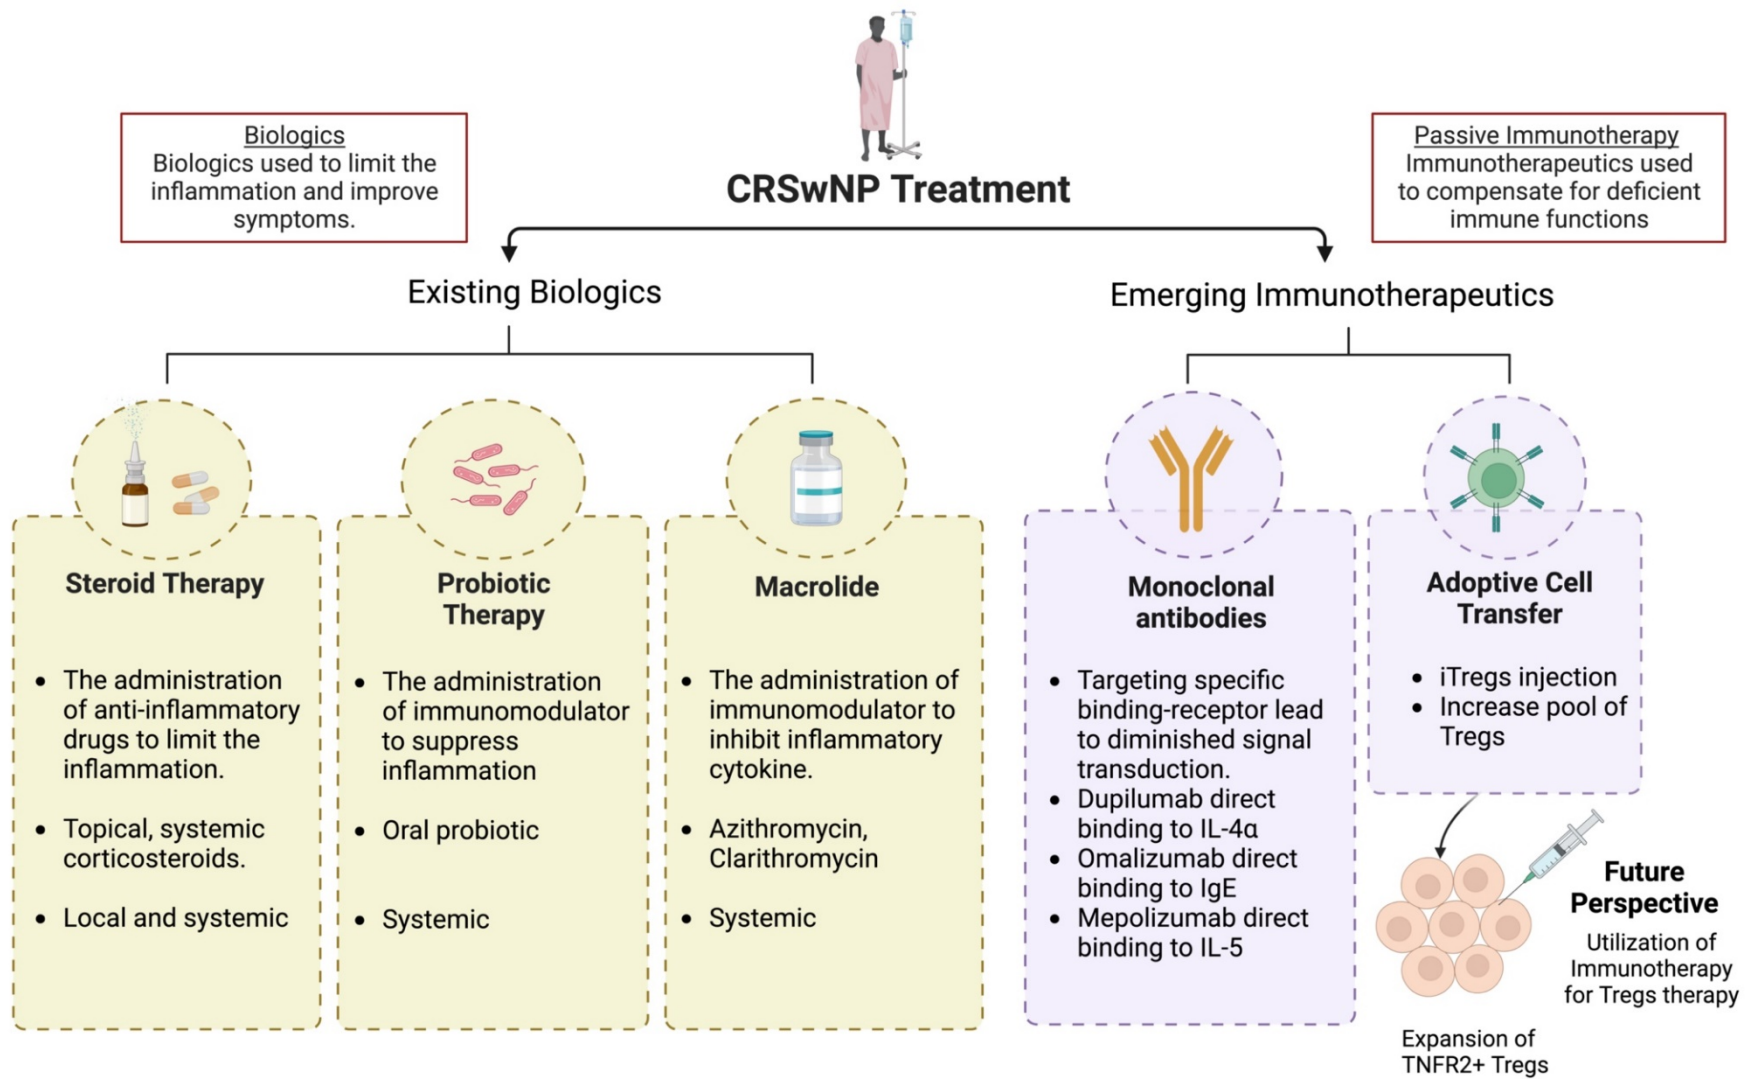 Biologics
Biologics used to limit the
inflammation and improve
symptoms.
CRSwNP Treatment
Passive Immunotherapy
Immunotherapeutics used
to compensate for deficient
immune functions
Existing Biologics
Emerging Immunotherapeutics
Steroid Therapy
• The administration
of anti-inflammatory
drugs to limit the
inflammation.
• Topical, systemic
corticosteroids.
• Local and systemic
Probiotic
Therapy
• The administration
of immunomodulator
to suppress
inflammation
• Oral probiotic
• Systemic
Macrolide
• The administration of
immunomodulator to
inhibit inflammatory
cytokine.
• Azithromycin,
Clarithromycin
• Systemic
Monoclonal
antibodies
• Targeting specific
binding-receptor lead
to diminished signal
transduction.
• Dupilumab direct
binding to IL-4α
• Omalizumab direct
binding to IgE
• Mepolizumab direct
binding to IL-5
Adoptive Cell
Transfer
• iTregs injection
• Increase pool of
Tregs
Future
Perspective
Utilization of
Immunotherapy
for Tregs therapy
Expansion of
TNFR2+ Tregs